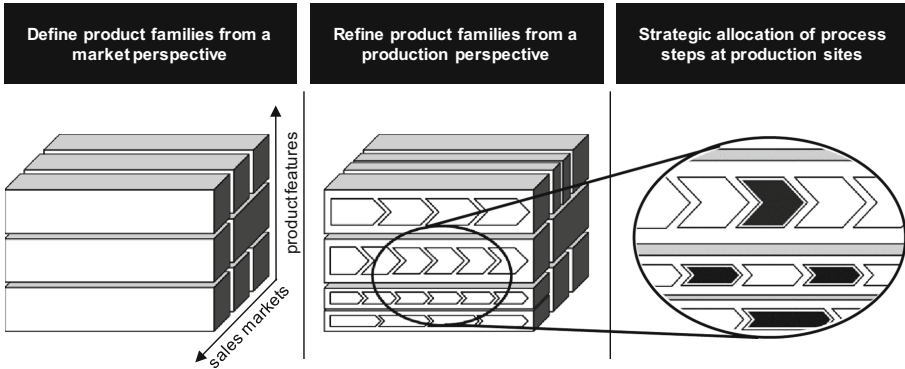 Define product families from a
market perspective
Refine product families from a
production perspective
Strategic allocation of process
steps at production sites
product features
sales markets